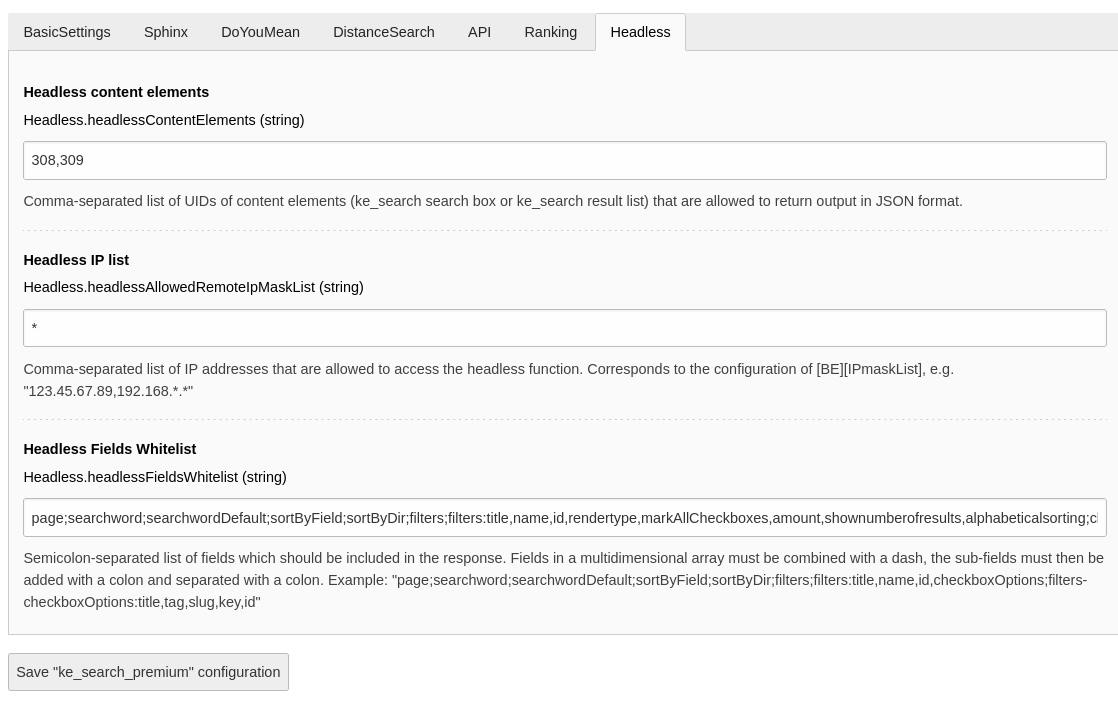 BasicSettings Sphinx DoYouMean DistanceSearch API Ranking Headless
Headless content elements
Headless.headlessContentElements (string)
308,309
Comma-separated list of UIDs of content elements (ke_search search box or ke_search result list) that are allowed to return output in JSON format.
Headless IP list
Headless.headlessAllowedRemoteIpMaskList (string)
*
Comma-separated list of IP addresses that are allowed to access the headless function. Corresponds to the configuration of [BE][IPmaskList], e.g.
"123.45.67.89,192.168.*.*"
Headless Fields Whitelist
Headless.headlessFieldsWhitelist (string)
page;searchword;searchwordDefault;sortByField;sortByDir;filters;filters:title,name,id,rendertype,markAllCheckboxes,amount,shownumberofresults,alphabeticalsorting;c
Semicolon-separated list of fields which should be included in the response. Fields in a multidimensional array must be combined with a dash, the sub-fields must then be
added with a colon and separated with a colon. Example: "page;searchword;searchwordDefault;sortByField;sortByDir;filters;filters:title,name,id,checkboxOptions;filters-
checkboxOptions:title,tag,slug,key,id"
Save "ke_search_premium" configuration